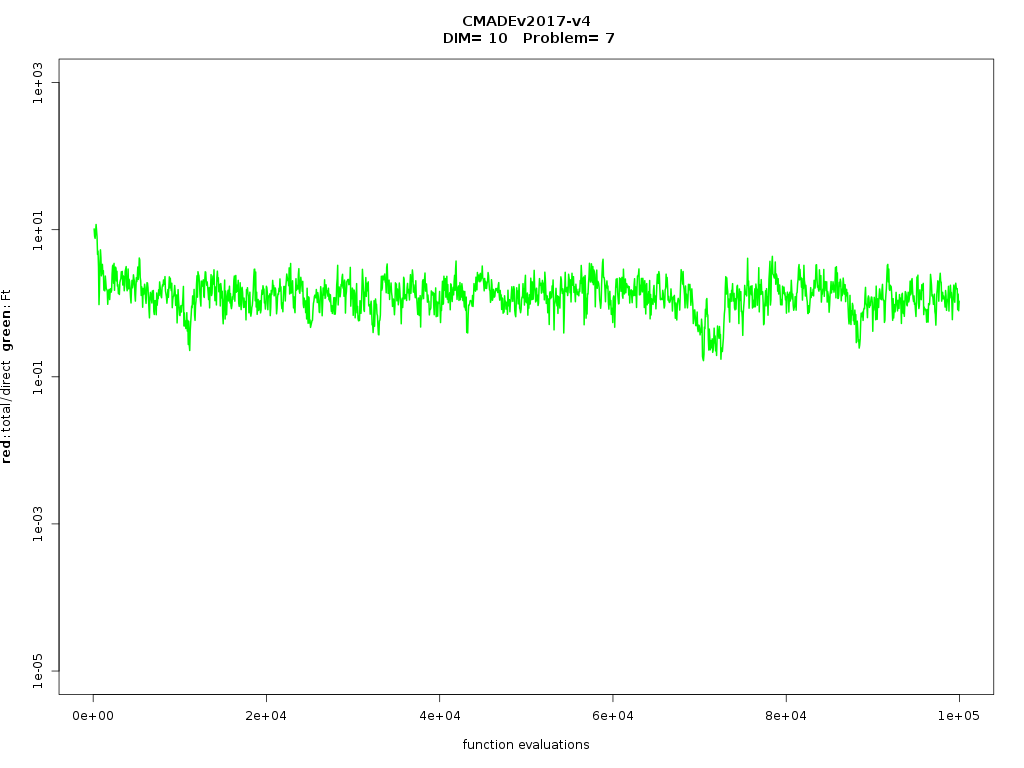 CMADEv2017-v4
DIM= 10 Problem= 7
1e+03
1e+01
1e-01
1e-03
1e-05
red:total/direct green:Ft
0e+00 2e+04 4e+04 6e+04 8e+04 1e+05
function evaluations